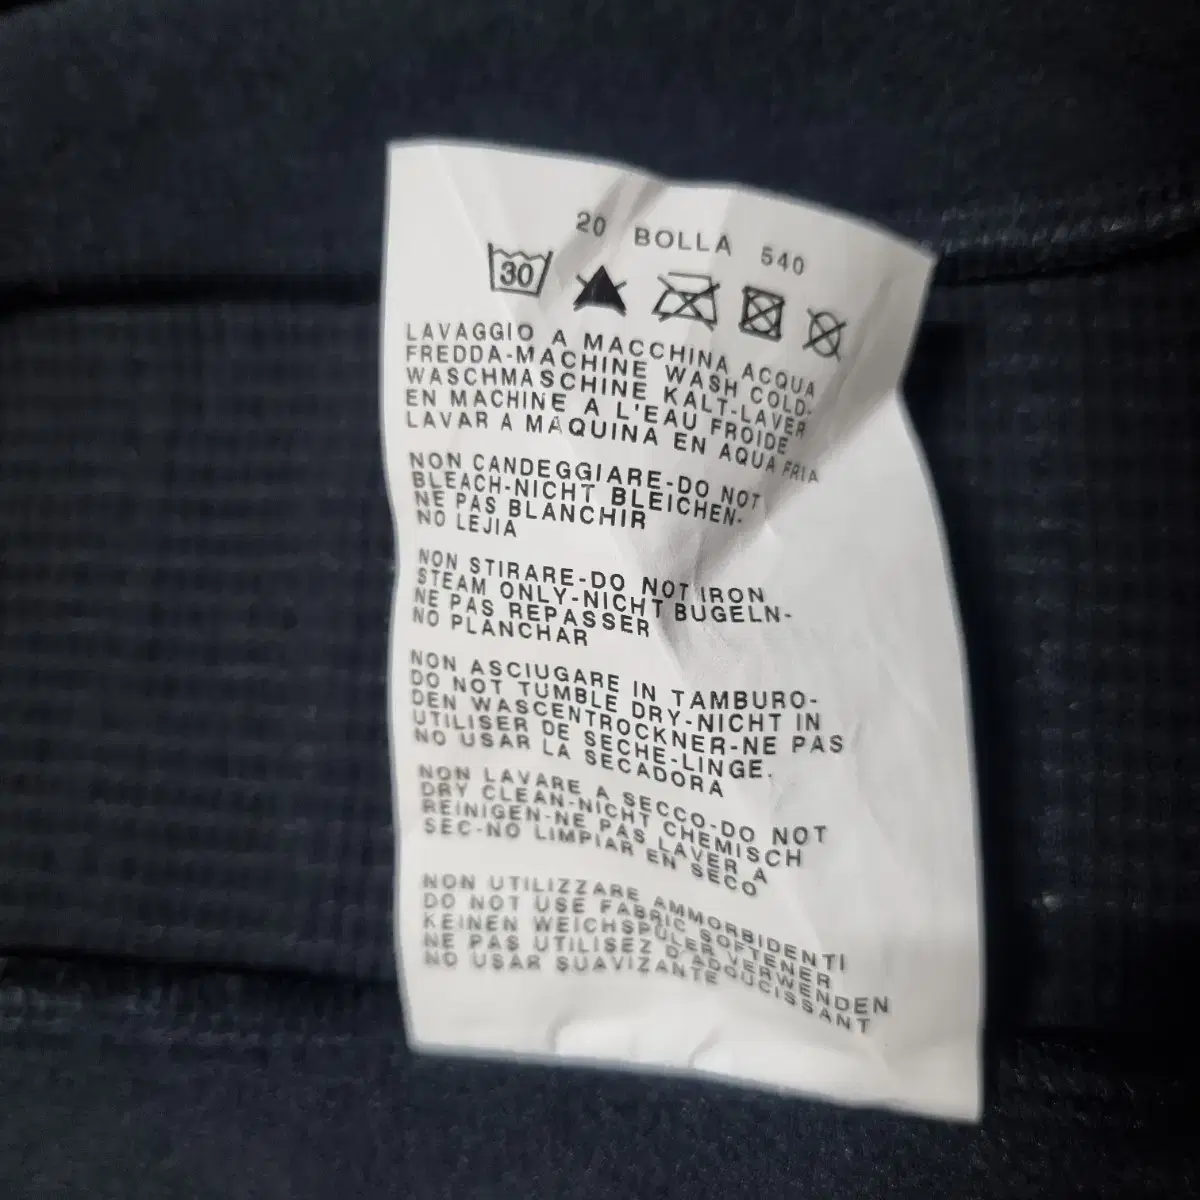 20 BOLLA 540
30
LAVAGGIO A MACCHINA ACQUA
FREDDA-MACHINE WASH COLD-
WASCHMASCHINE KALT-LAVER
EN MACHINE A L'EAU FROIDE
LAVAR A MAQUINA EN AQUA FRIA
NON CANDEGGIARE-DO NOT
BLEACH-NICHT BLEICHEN-
NE PAS BLANCHIR
NO LEJIA
NON STIRARE-DO NOT IRON
STEAM ONLY-NICHT BUGELN-
NE PAS REPASSER
NO PLANCHAR
NON ASCIUGARE IN TAMBURO-
DO NOT TUMBLE DRY-NICHT IN
DEN WASCENTROCKNER-NE PAS
UTILISER DE SECHE-LINGE.
NO USAR LA SECADORA
NON LAVARE A SECCO-DO NOT
DRY CLEAN-NICHT CHEMISCH
REINIGEN-NE PAS LAVER A
SEC-NO LIMPIAR EN SECO
NON UTILIZZARE AMMORBIDENTI
DO NOT USE FABRIC SOFTENER
KEINEN WEICHSPÜLER VERWENDEN
NE PAS UTILISEZ D'ADOUCISSANT
NO USAR SUAVIZANTE